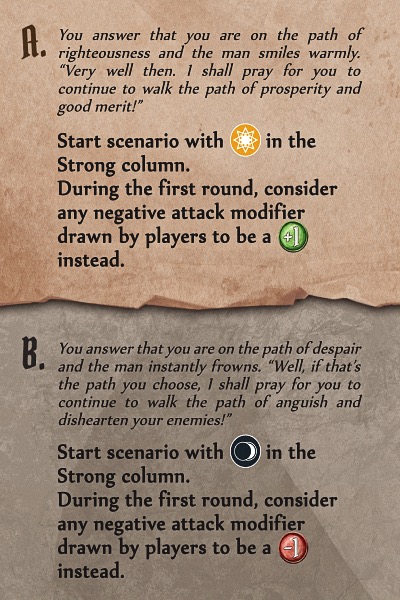 A. You answer that you are on the path of
righteousness and the man smiles warmly.
“Very well then. I shall pray for you to
continue to walk the path of prosperity and
good merit!”
Start scenario with in the
Strong column.
During the first round, consider
any negative attack modifier
drawn by players to be a +1
instead.
B. You answer that you are on the path of despair
and the man instantly frowns. “Well, if that’s
the path you choose, I shall pray for you to
continue to walk the path of anguish and
dishearten your enemies!”
Start scenario with in the
Strong column.
During the first round, consider
any negative attack modifier
drawn by players to be a -1
instead.